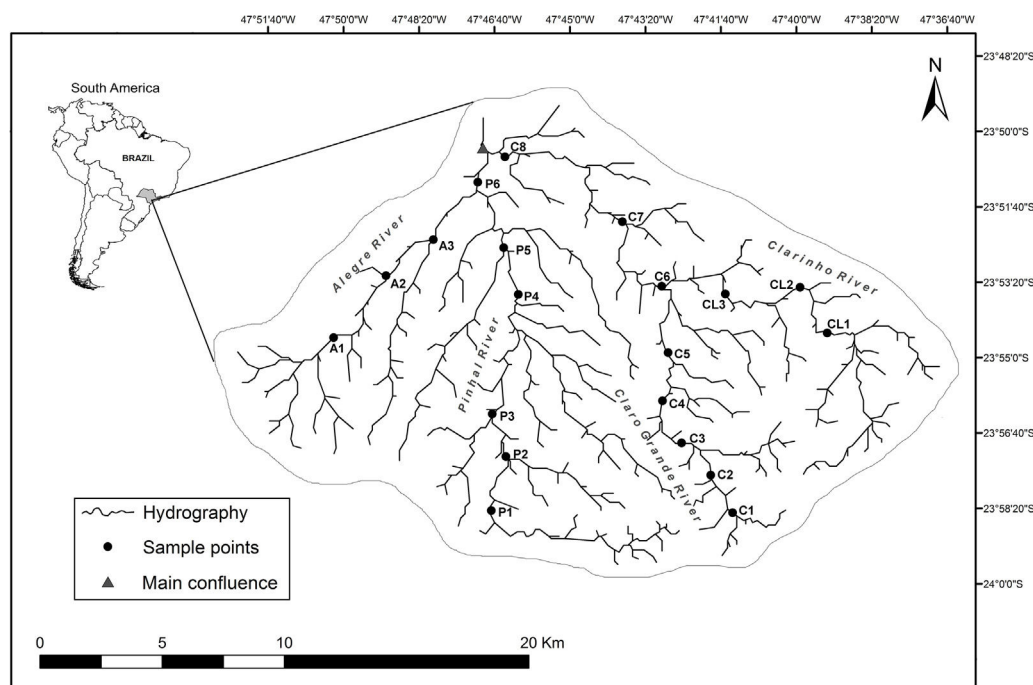 47°51'40"W 47°50'0"W 47°48'20"W 47°46'40"W 47°45'0"W 47°43'20"W 47°41'40"W 47°40'0"W 47°38'20"W 47°36'40"W
23°48'20"S
South America
N
23°50'0"S
C8
BRAZIL
P6
23°51'40"S
C7
Alegre River
A3
P5
Clarinho River
A2
C6
CL2
23°53'20"S
P4
CL3
CL1
A1
C5
23°55'0"S
Pinhal River
Claro Grande River
C4
P3
23°56'40"S
C3
P2
C2
23°58'20"S
P1
C1
Hydrography
Sample points
Main confluence
24°0'0"S
0 5 10 20 Km